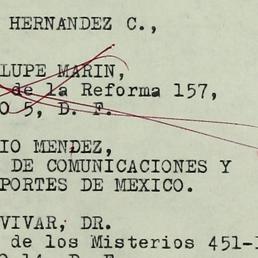 HERNANDEZ C.,
LUPE MARIN,
de la Reforma 157,
O 5, D. F.
IO MENDEZ,
DE COMUNICACIONES Y
PORTES DE MEXICO.
VIVAR, DR.
de los Misterios 451-